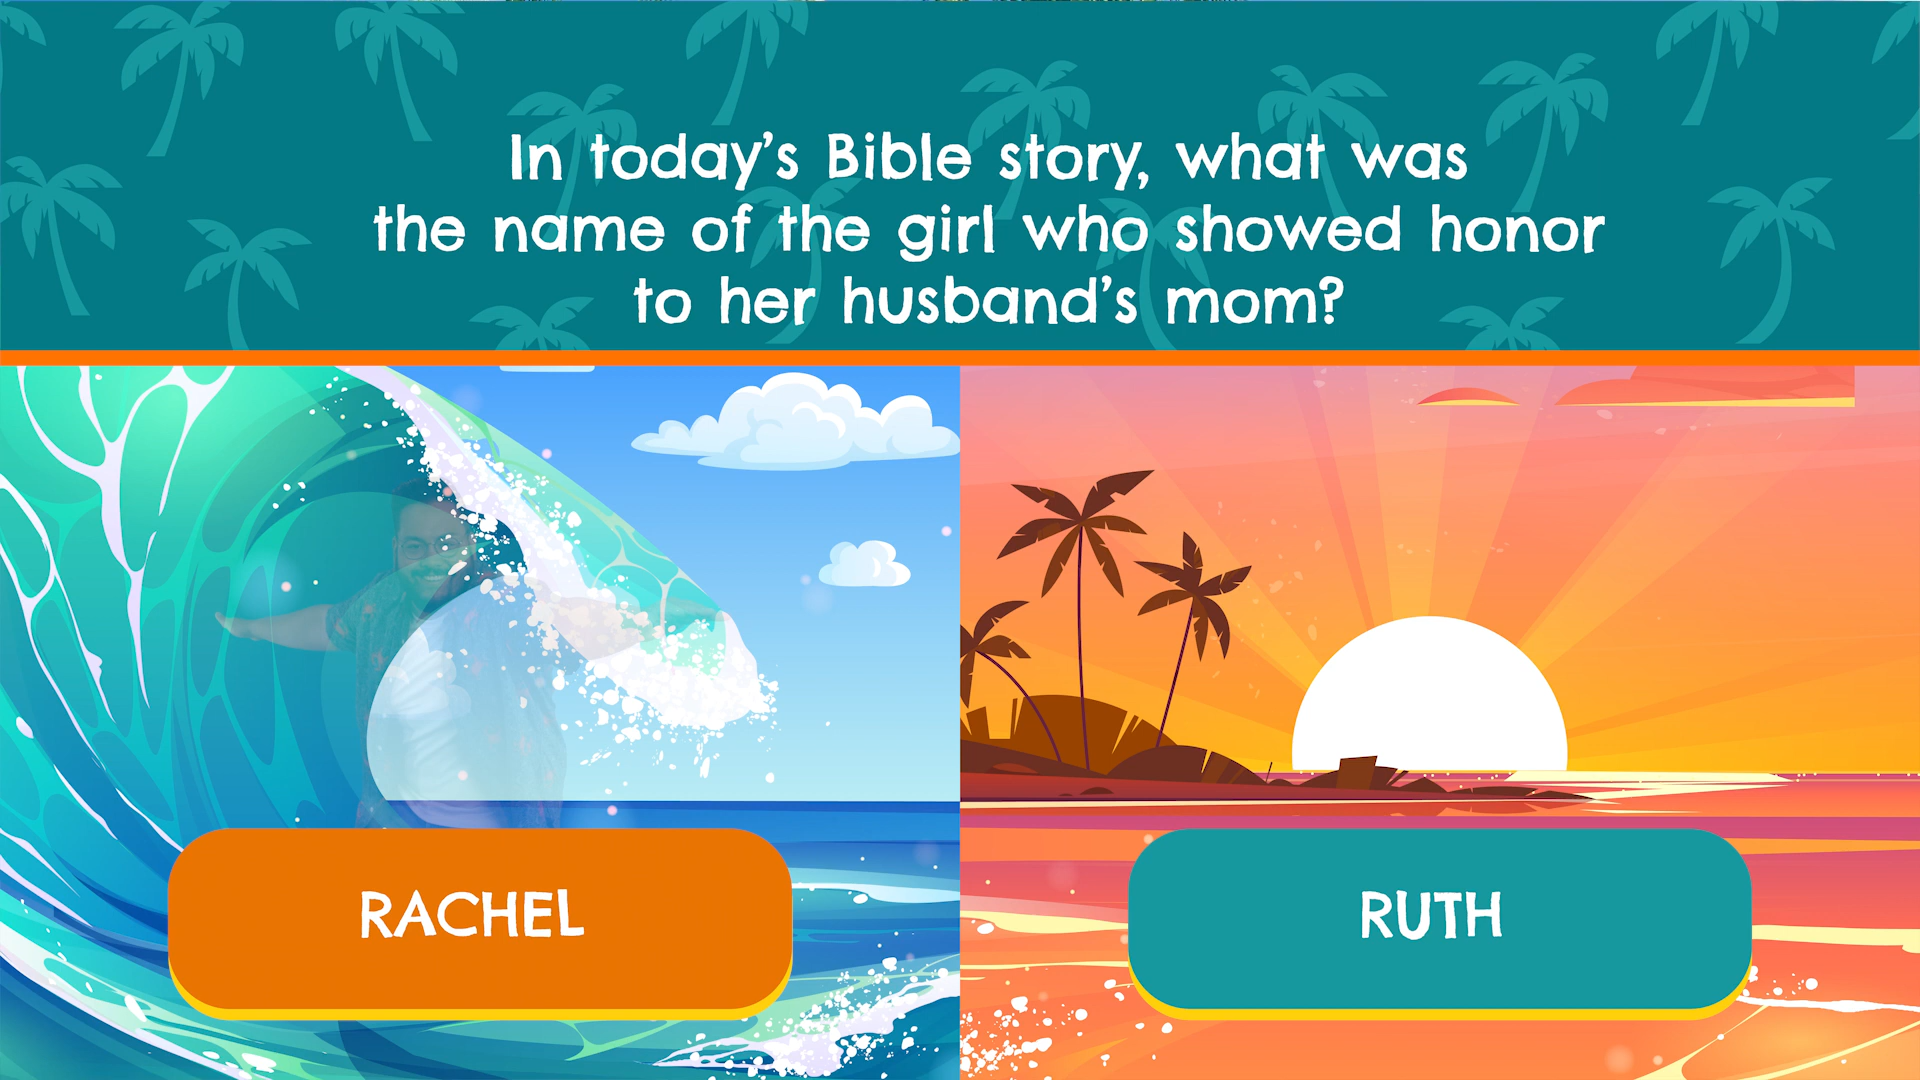 In today's Bible story, what was
the name of the girl who showed honor
to her husband's mom?
RACHEL
RUTH